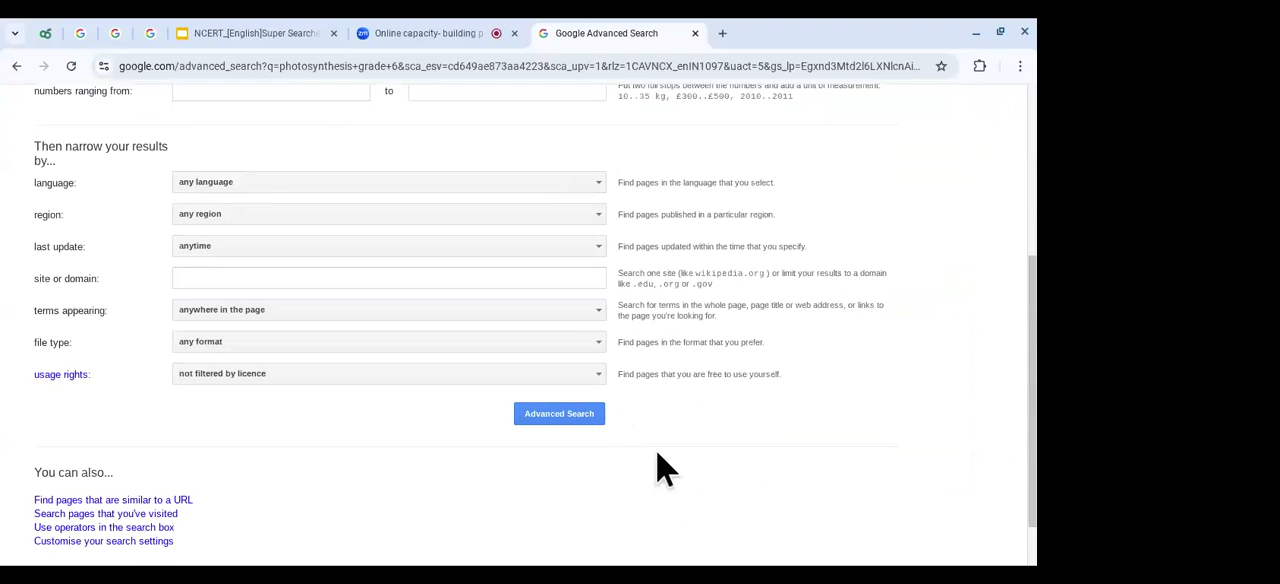 NCERT_[English]Super Searche
Online capacity- building p
Google Advanced Search
google.com/advanced_search?q=photosynthesis+grade+6&sca_esv=cd649ae873aa4223&sca_upv=1&rlz=1CAVNCX_enIN1097&uact=5&gs_lp=Egxnd3Mtd2l6LXNlcnAi...
numbers ranging from:
to
Put two full stops between the numbers and add a unit of measurement:
10..35 kg, £300..£500, 2010..2011
Then narrow your results
by...
language:
any language
Find pages in the language that you select.
region:
any region
Find pages published in a particular region.
last update:
anytime
Find pages updated within the time that you specify.
site or domain:
Search one site (like wikipedia.org ) or limit your results to a domain
like .edu, .org or .gov
terms appearing:
anywhere in the page
Search for terms in the whole page, page title or web address, or links to
the page you're looking for.
file type:
any format
Find pages in the format that you prefer.
usage rights:
not filtered by licence
Find pages that you are free to use yourself.
Advanced Search
You can also...
Find pages that are similar to a URL
Search pages that you've visited
Use operators in the search box
Customise your search settings